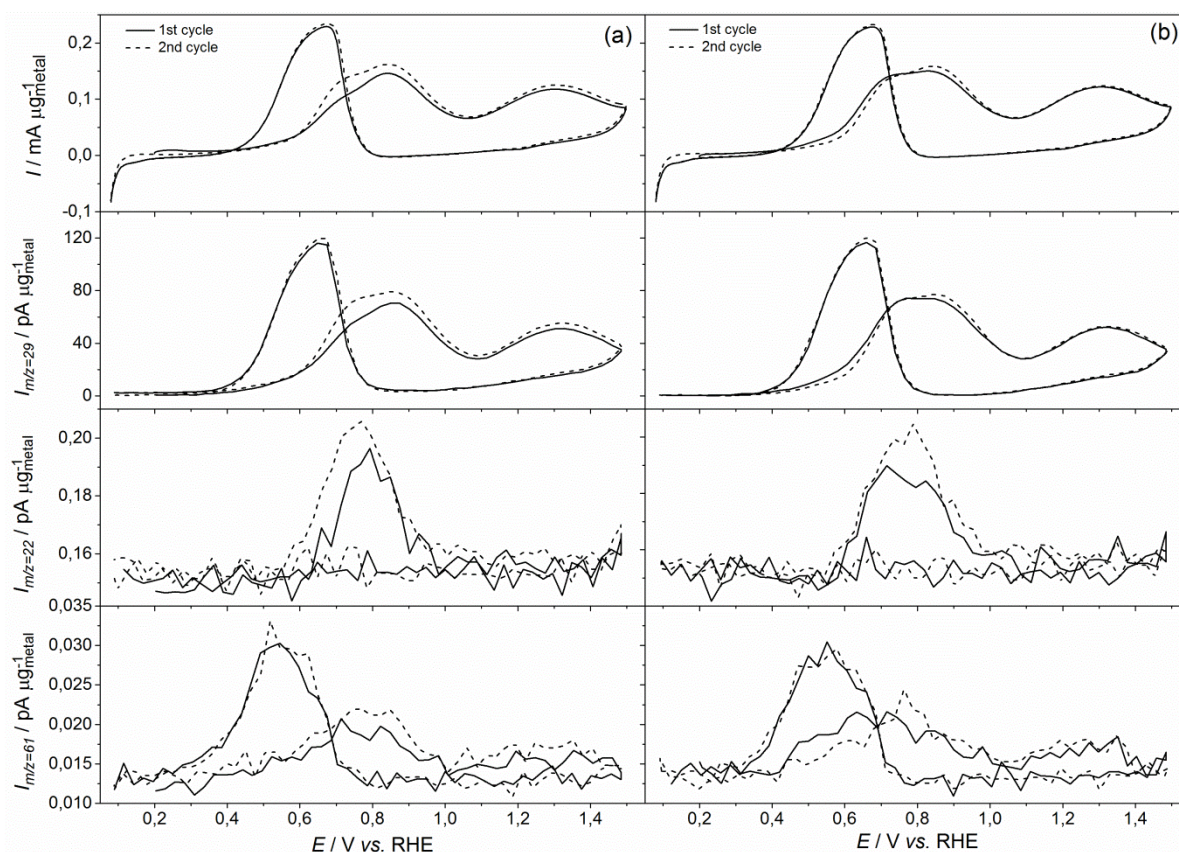 1st cycle
2nd cycle
(a)
1st cycle
2nd cycle
(b)
I / mA µg⁻¹metal
0,2
0,1
0,0
-0,1
I m/z=29 / pA µg⁻¹metal
120
80
40
0
I m/z=22 / pA µg⁻¹metal
0,20
0,18
0,16
I m/z=61 / pA µg⁻¹metal
0,035
0,030
0,025
0,020
0,015
0,010
0,2 0,4 0,6 0,8 1,0 1,2 1,4
0,2 0,4 0,6 0,8 1,0 1,2 1,4
E / V vs. RHE
E / V vs. RHE